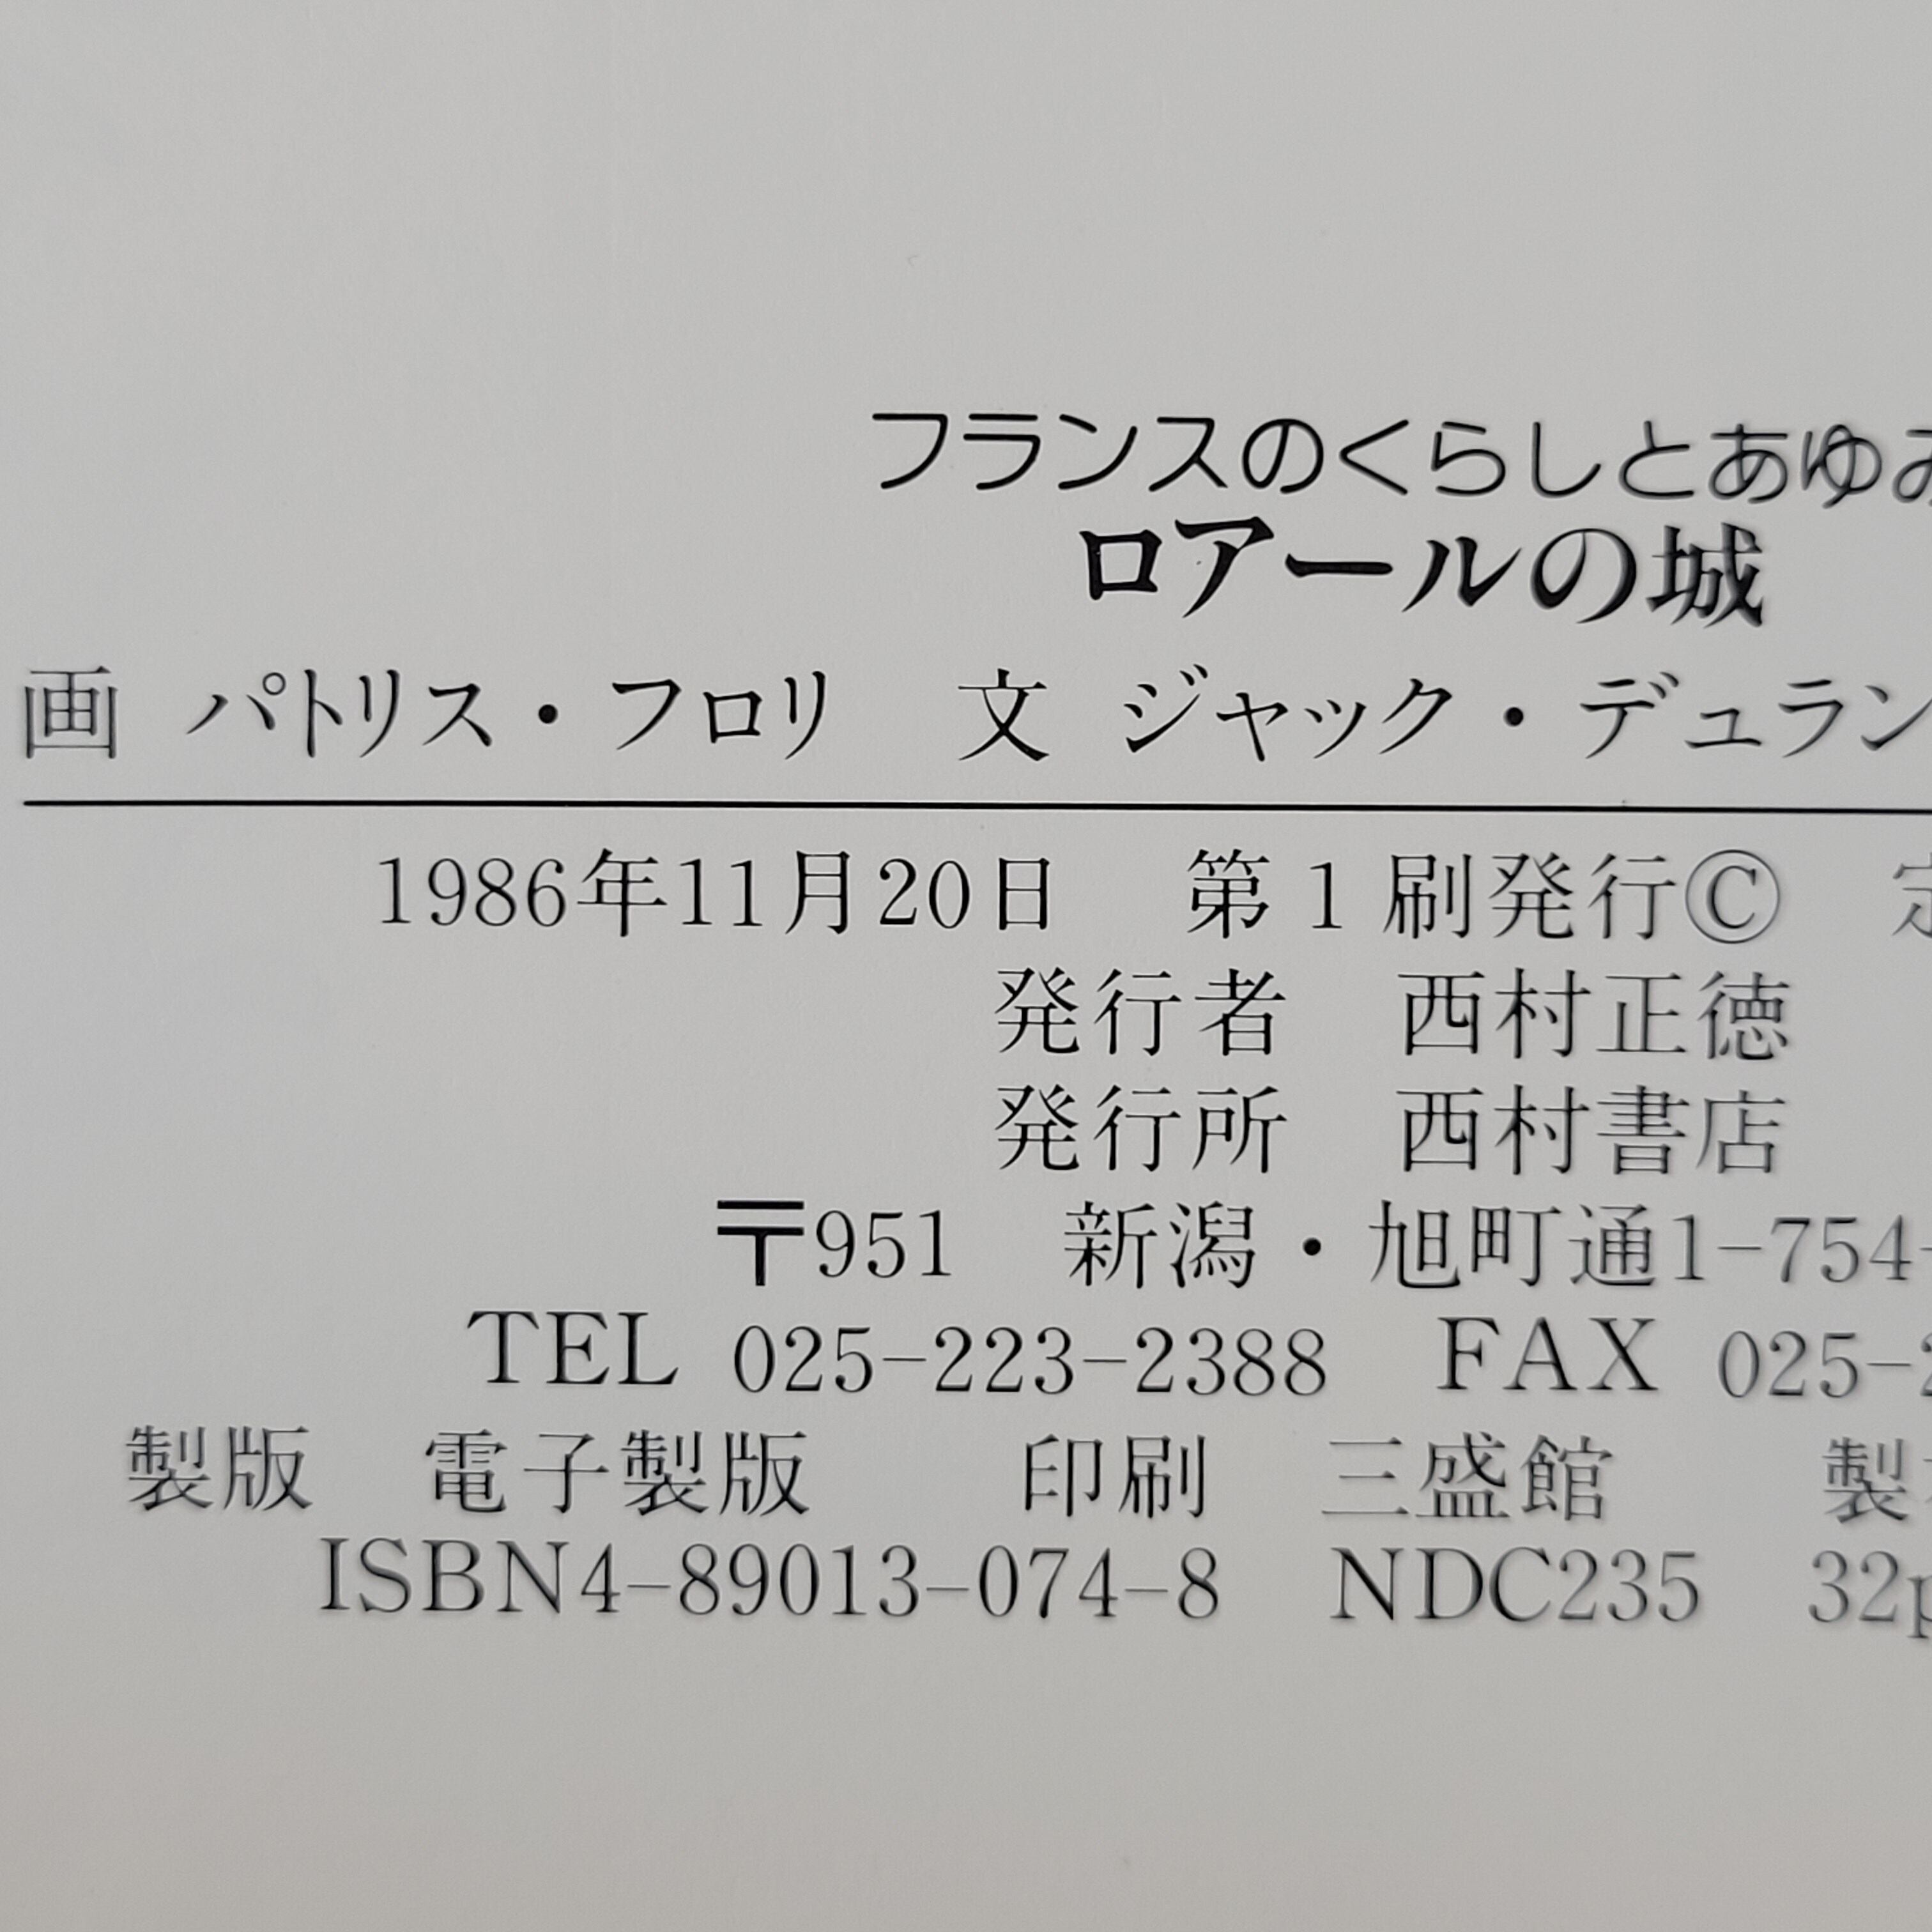 フランスのくらしとあゆみ
ロアールの城
画 パトリス・フロリ 文 ジャック・デュラン
1986年11月20日 第1刷発行Ⓒ
発行者 西村正徳
発行所 西村書店
〒951 新潟・旭町通1-754-
TEL 025-223-2388 FAX 025-2
製版 電子製版 印刷 三盛館 製
ISBN4-89013-074-8 NDC235 32p